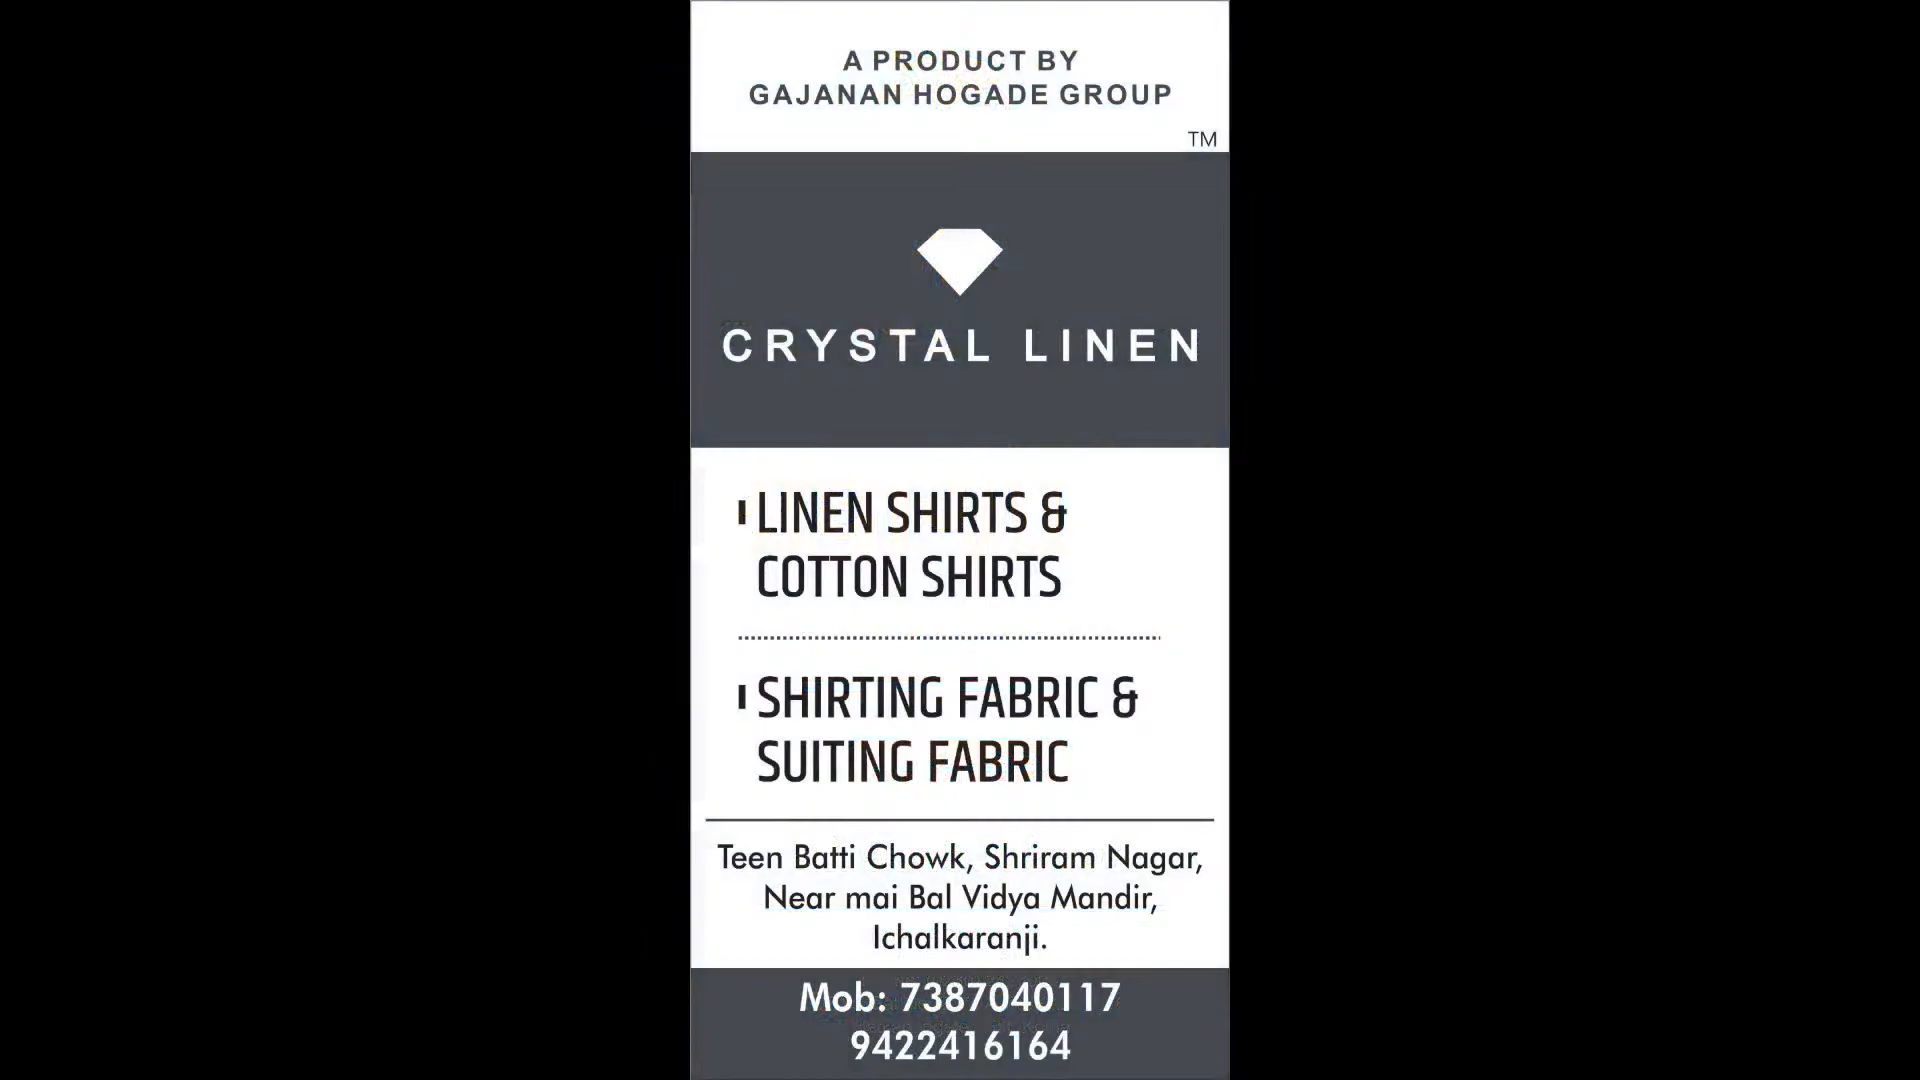 A PRODUCT BY
GAJANAN HOGADE GROUP
TM
CRYSTAL LINEN
LINEN SHIRTS &
COTTON SHIRTS
SHIRTING FABRIC &
SUITING FABRIC
Teen Batti Chowk, Shriram Nagar,
Near mai Bal Vidya Mandir,
Ichalkaranji.
Mob: 7387040117
9422416164